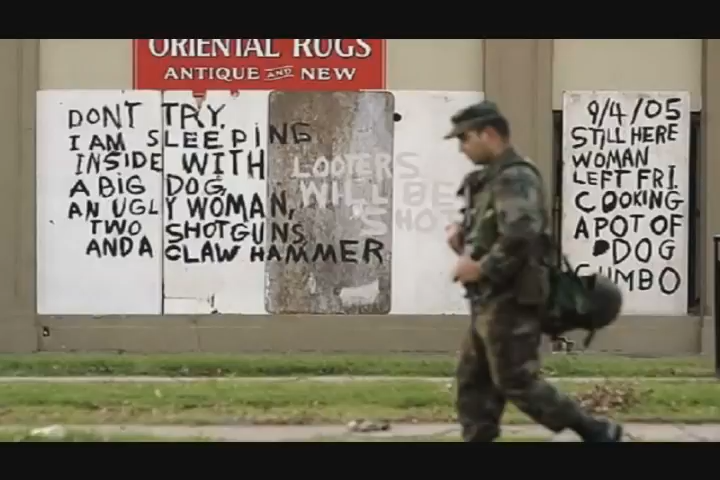 ORIENTAL RUGS
ANTIQUE AND NEW
DONT TRY.
I AM SLEEPING
INSIDE WITH
A BIG DOG,
AN UGLY WOMAN,
TWO SHOTGUNS
AND A CLAW HAMMER
LOOTERS
WILL BE
SHOT
9/4/05
STILL HERE
WOMAN
LEFT FRI.
COOKING
A POT OF
DOG
GUMBO